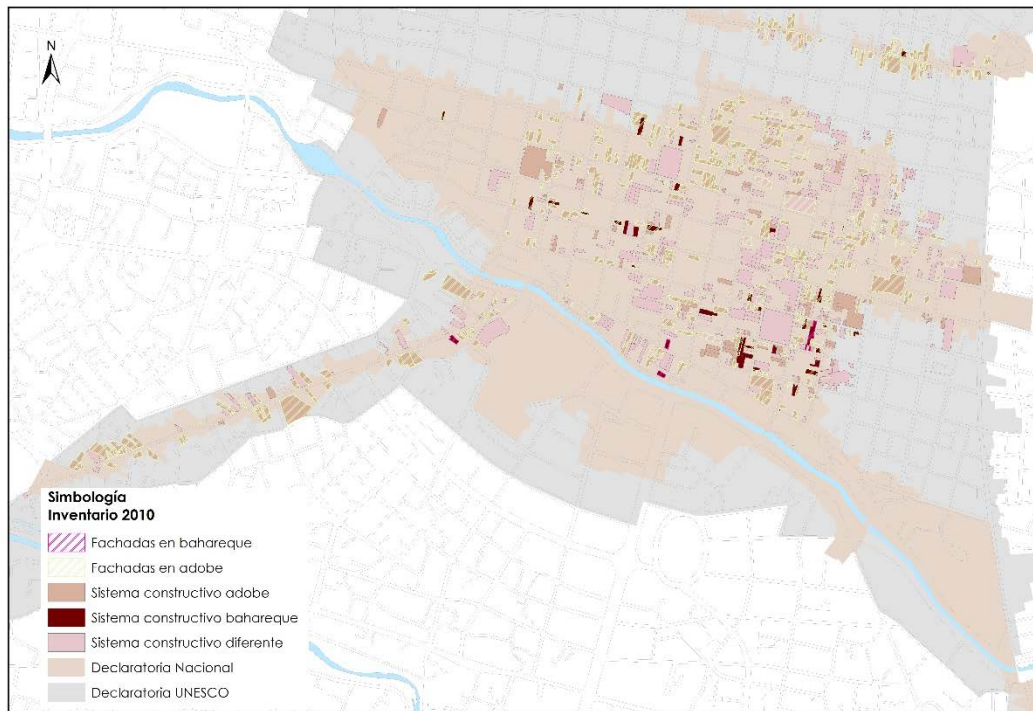 N
Simbología
Inventario 2010
Fachadas en bahareque
Fachadas en adobe
Sistema constructivo adobe
Sistema constructivo bahareque
Sistema constructivo diferente
Declaratoria Nacional
Declaratoria UNESCO